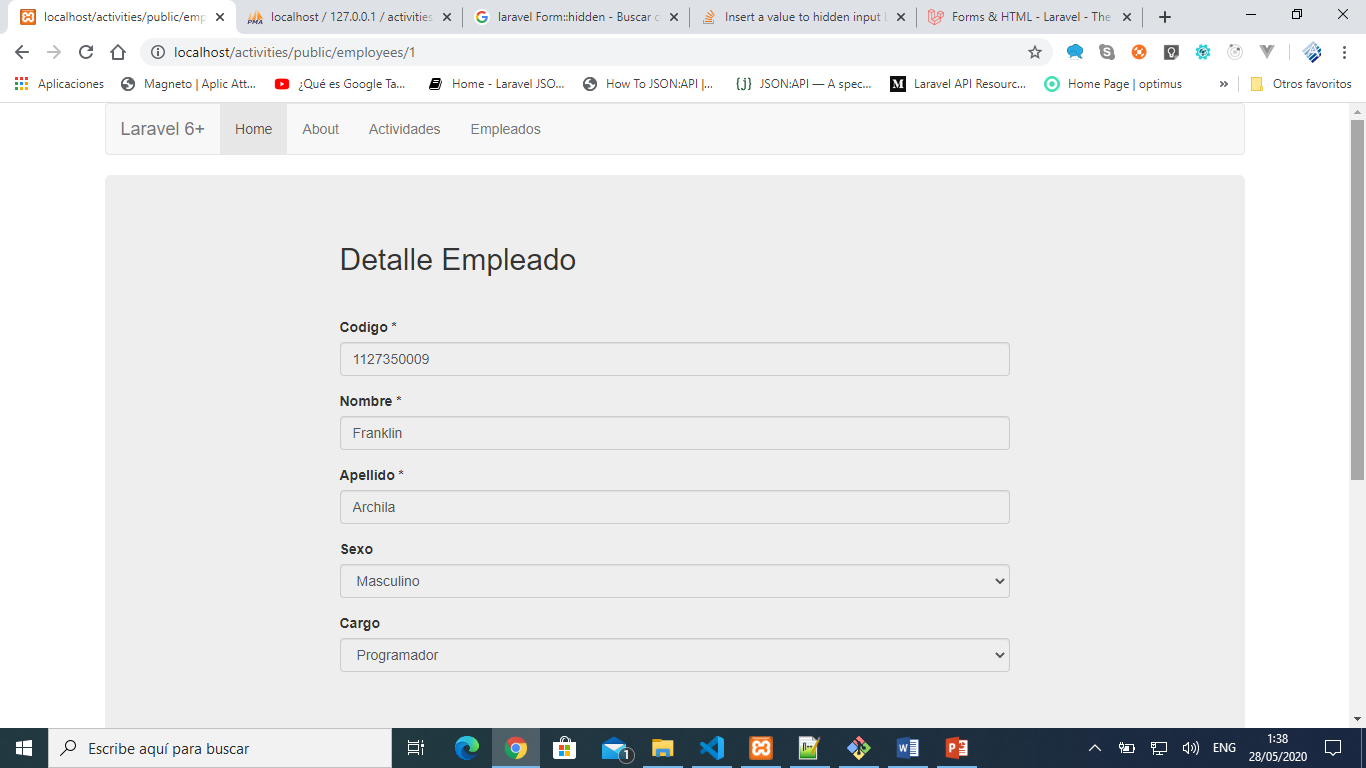 localhost/activities/public/emp
localhost / 127.0.0.1 / activities
laravel Form::hidden - Buscar c
Insert a value to hidden input L
Forms & HTML - Laravel - The
localhost/activities/public/employees/1
Aplicaciones
Magneto | Aplic Att...
¿Qué es Google Ta...
Home - Laravel JSO...
How To JSON:API |...
{j}
JSON:API — A spec...
M
Laravel API Resourc...
Home Page | optimus
»
Otros favoritos
Laravel 6+
Home
About
Actividades
Empleados
Detalle Empleado
Codigo *
1127350009
Nombre *
Franklin
Apellido *
Archila
Sexo
Masculino
Cargo
Programador
Escribe aquí para buscar
1
ENG
1:38
28/05/2020